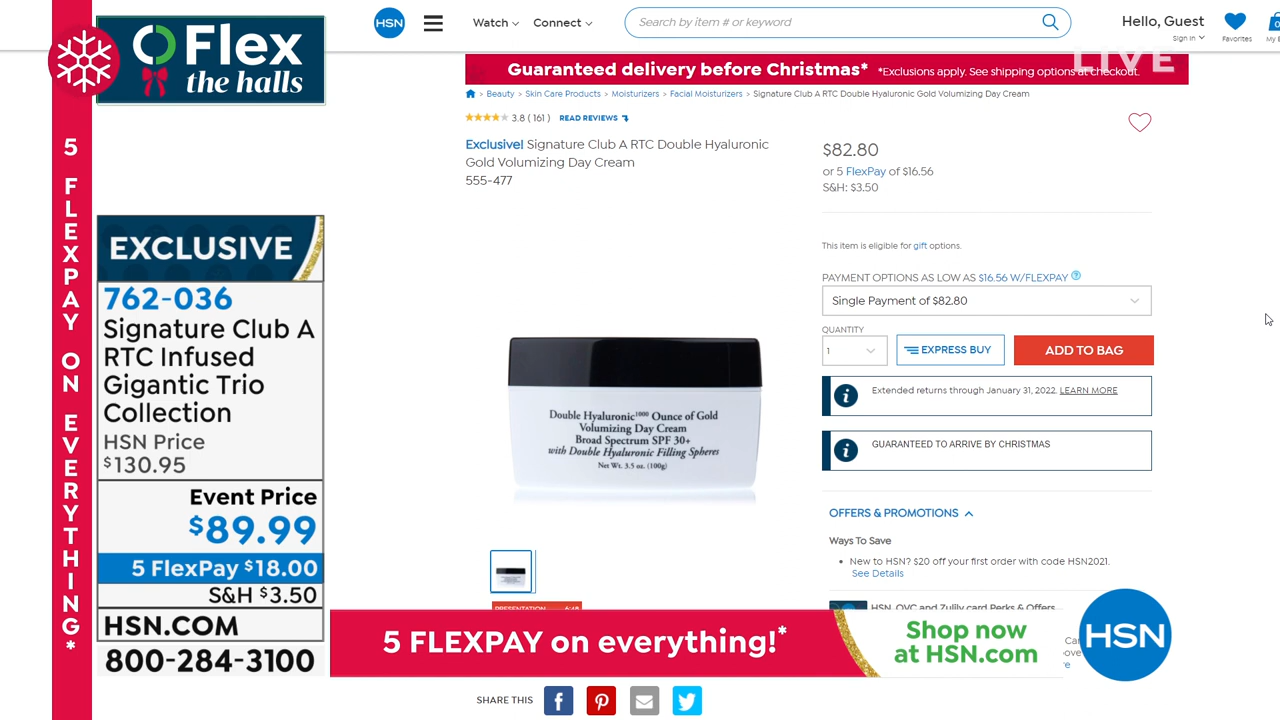 Flex
the halls
5 FLEXPAY ON EVERYTHING*
EXCLUSIVE
762-036
Signature Club A
RTC Infused
Gigantic Trio
Collection
HSN Price
$130.95
Event Price
$89.99
5 FlexPay $18.00
S&H $3.50
HSN.COM
800-284-3100
HSN
Watch
Connect
Search by item # or keyword
Hello, Guest
Sign In
Favorites
0
LIVE
Guaranteed delivery before Christmas* *Exclusions apply. See shipping options at checkout.
> Beauty > Skin Care Products > Moisturizers > Facial Moisturizers > Signature Club A RTC Double Hyaluronic Gold Volumizing Day Cream
3.8 ( 161 ) READ REVIEWS
Exclusive! Signature Club A RTC Double Hyaluronic
Gold Volumizing Day Cream
555-477
Double Hyaluronic¹⁰⁰⁰ Ounce of Gold
Volumizing Day Cream
Broad Spectrum SPF 30+
with Double Hyaluronic Filling Spheres
Net Wt. 3.5 oz. (100g)
$82.80
or 5 FlexPay of $16.56
S&H: $3.50
This item is eligible for gift options.
PAYMENT OPTIONS AS LOW AS $16.56 W/FLEXPAY ?
Single Payment of $82.80
QUANTITY
1
EXPRESS BUY
ADD TO BAG
Extended returns through January 31, 2022. LEARN MORE
GUARANTEED TO ARRIVE BY CHRISTMAS
OFFERS & PROMOTIONS
Ways To Save
• New to HSN? $20 off your first order with code HSN2021.
See Details
HSN, QVC and Zulily card Perks & Offers
PRESENTATION
5 FLEXPAY on everything!*
Shop now
at HSN.com
HSN
SHARE THIS